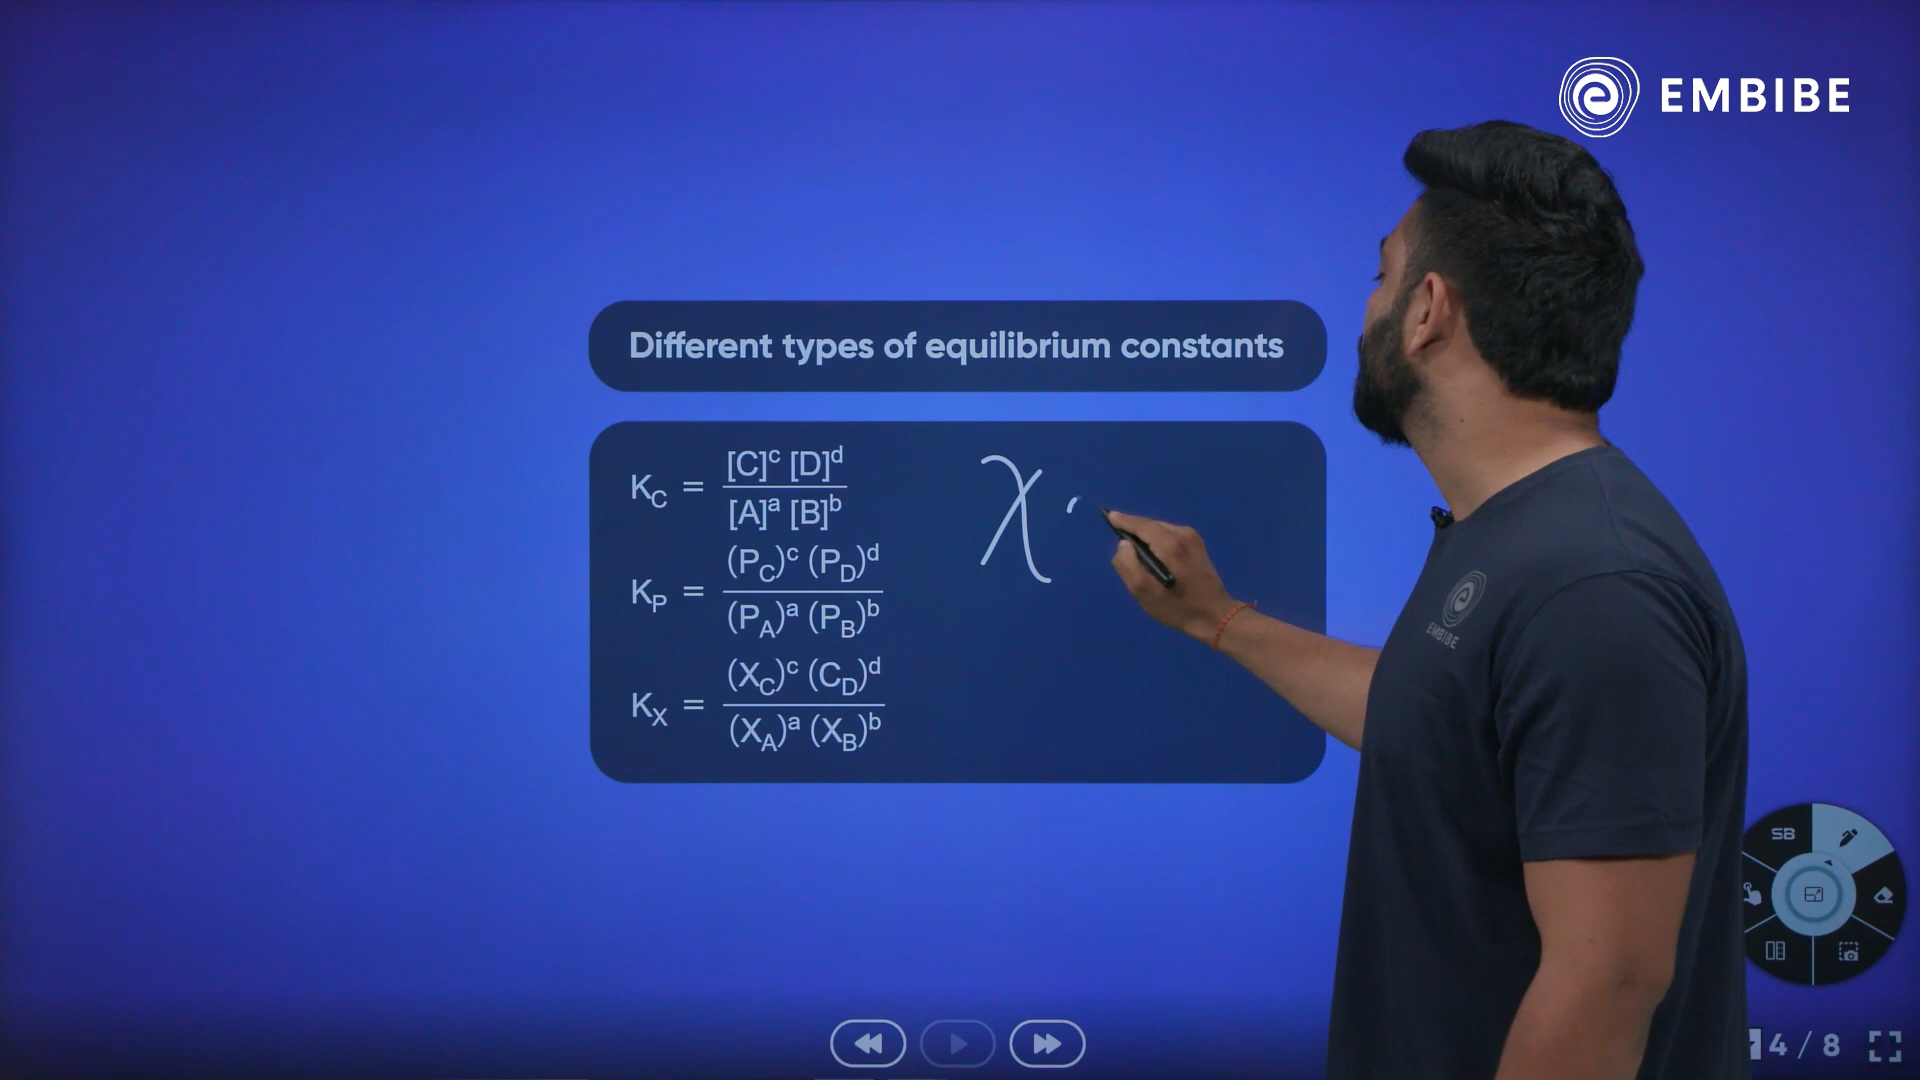 EMBIBE
Different types of equilibrium constants
K_C = [C]^c [D]^d / [A]^a [B]^b
K_P = (P_C)^c (P_D)^d / (P_A)^a (P_B)^b
K_X = (X_C)^c (C_D)^d / (X_A)^a (X_B)^b
χ
EMBIBE
SB
4 / 8